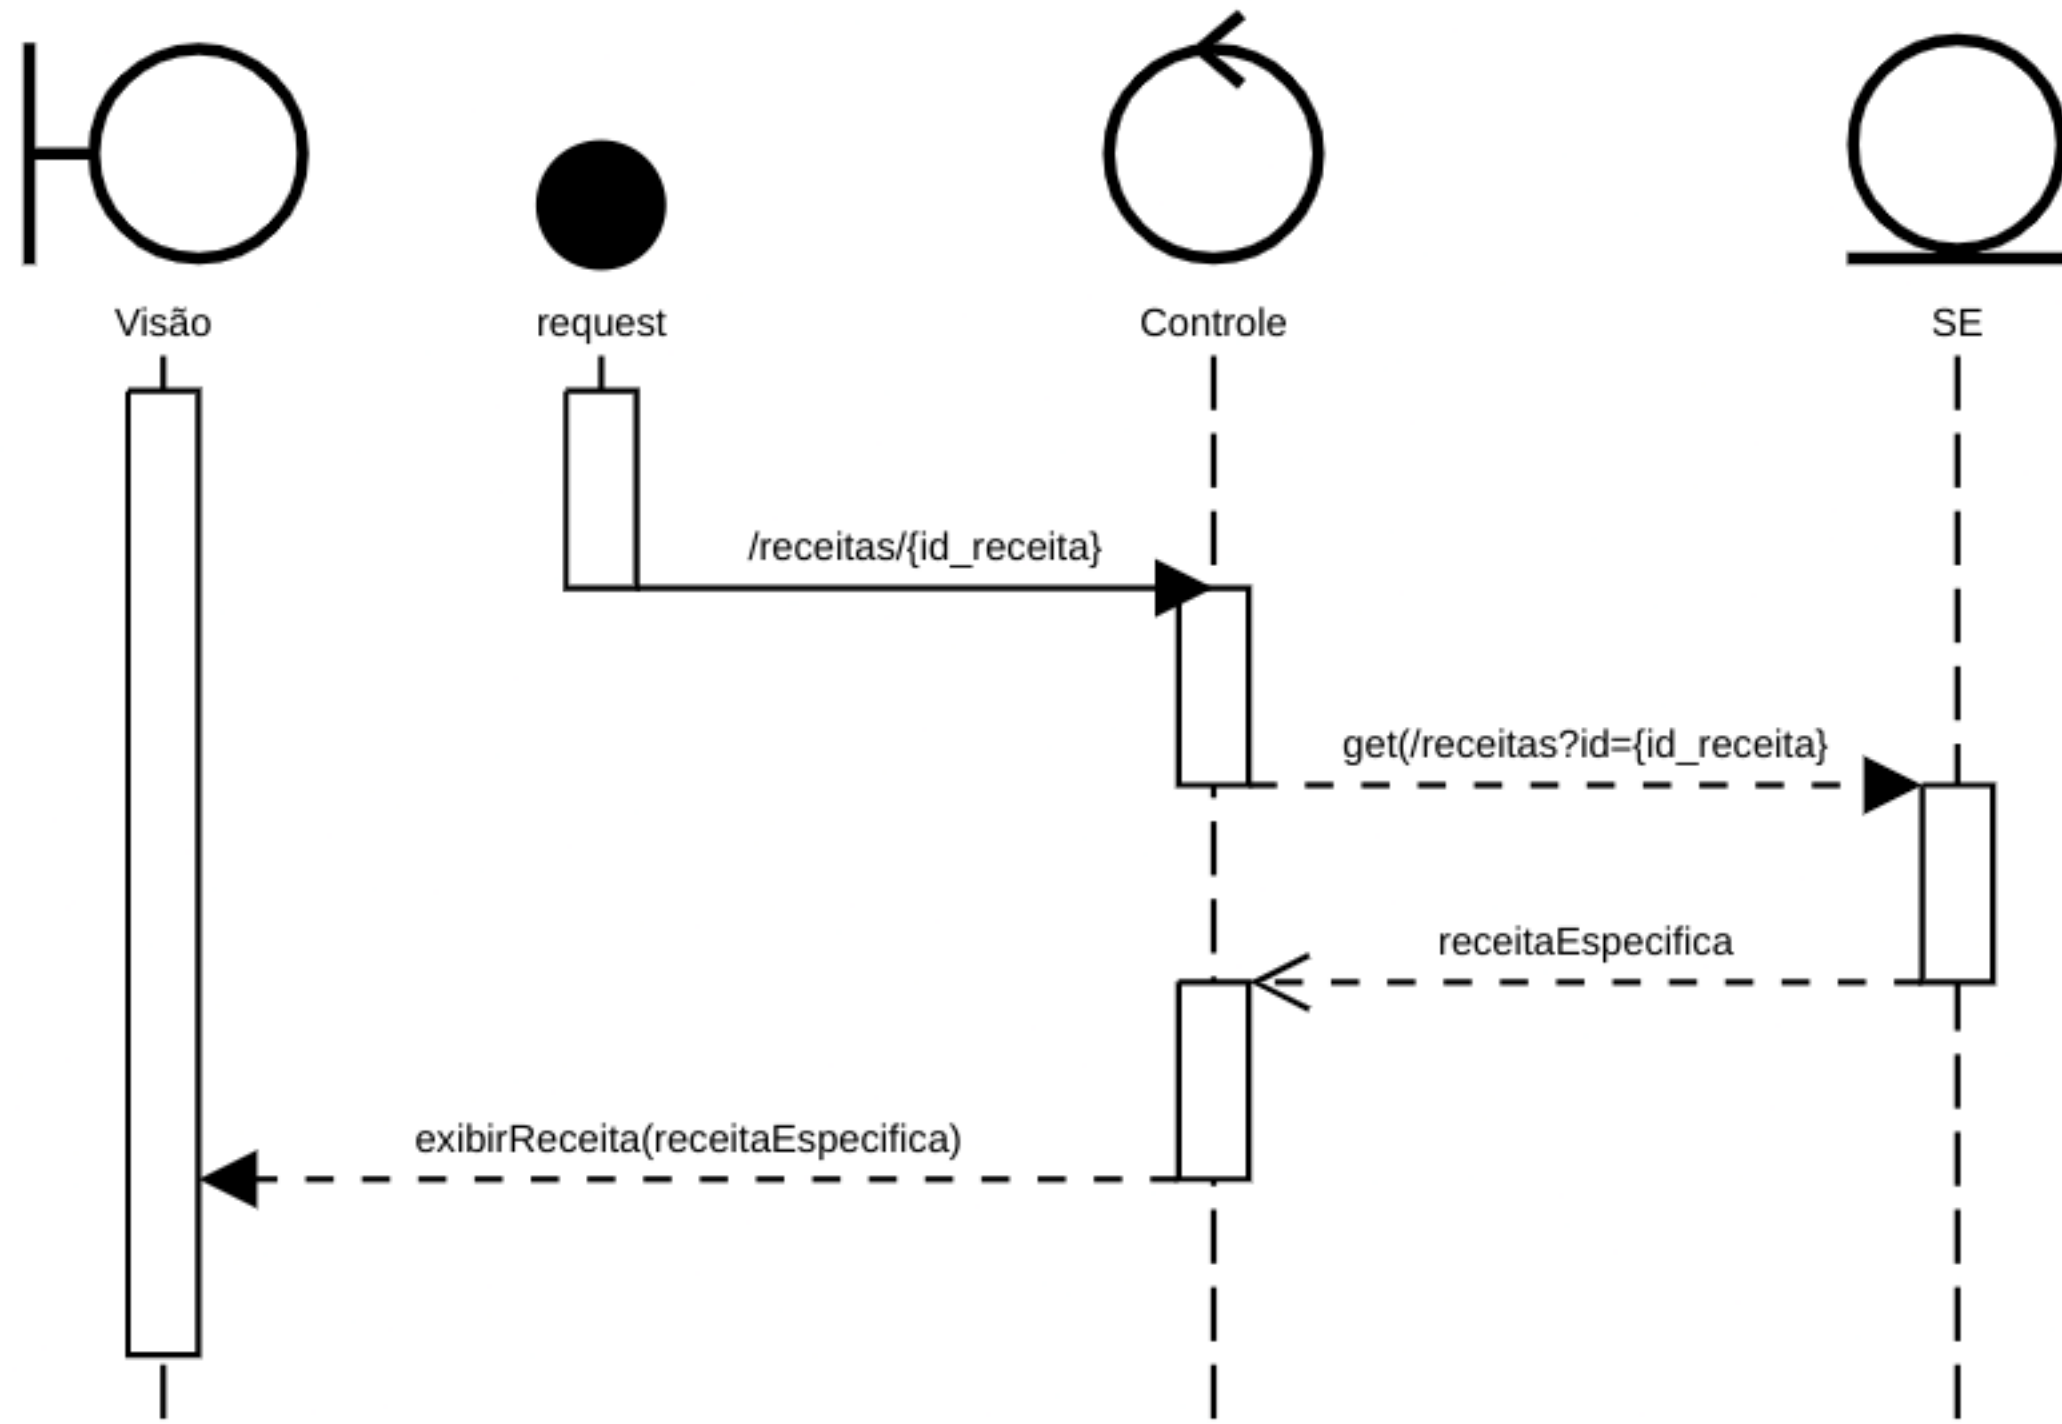 Visão
request
Controle
SE
/receitas/{id_receita}
get(/receitas?id={id_receita}
receitaEspecifica
exibirReceita(receitaEspecifica)